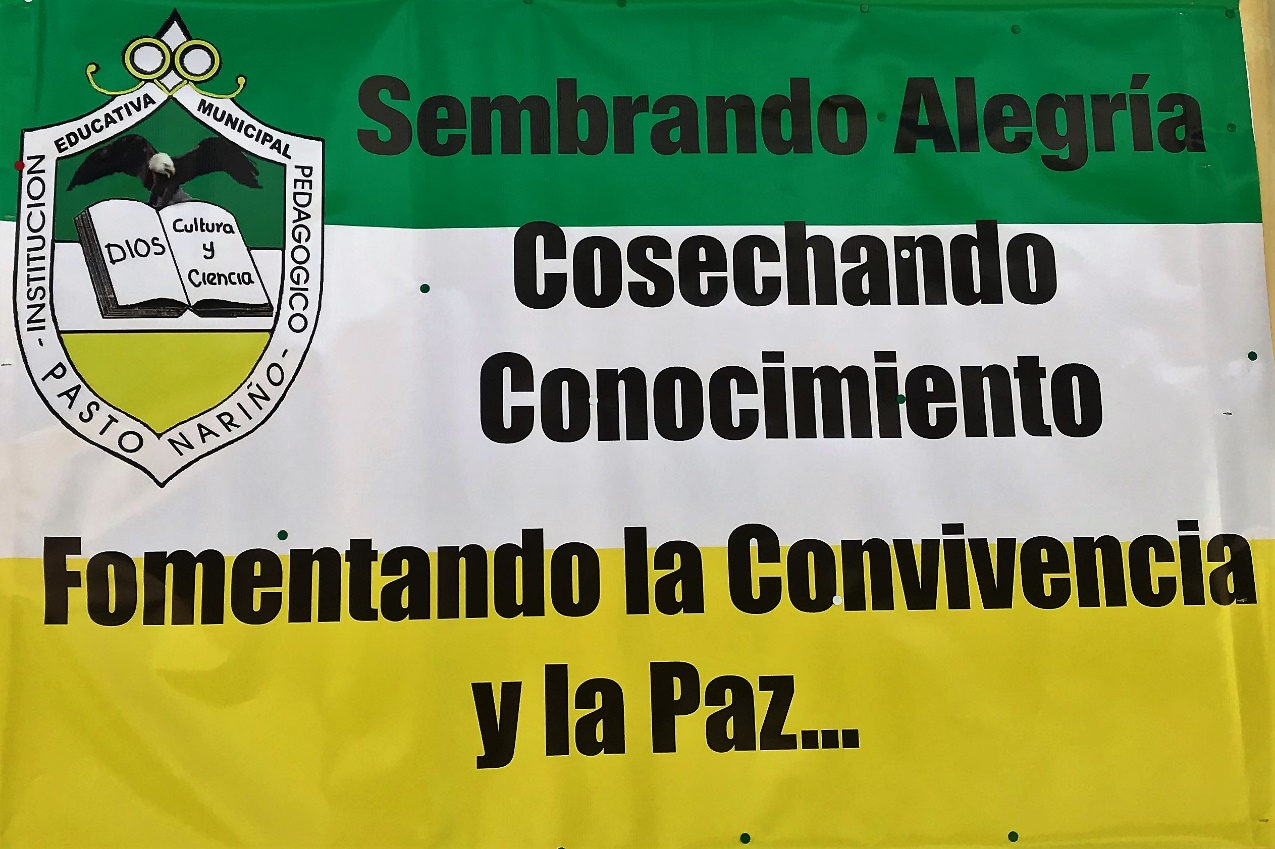 INSTITUCION EDUCATIVA MUNICIPAL PEDAGOGICO
- PASTO NARIÑO -
DIOS
Cultura
y
Ciencia
Sembrando Alegría
Cosechando
Conocimiento
Fomentando la Convivencia
y la Paz...